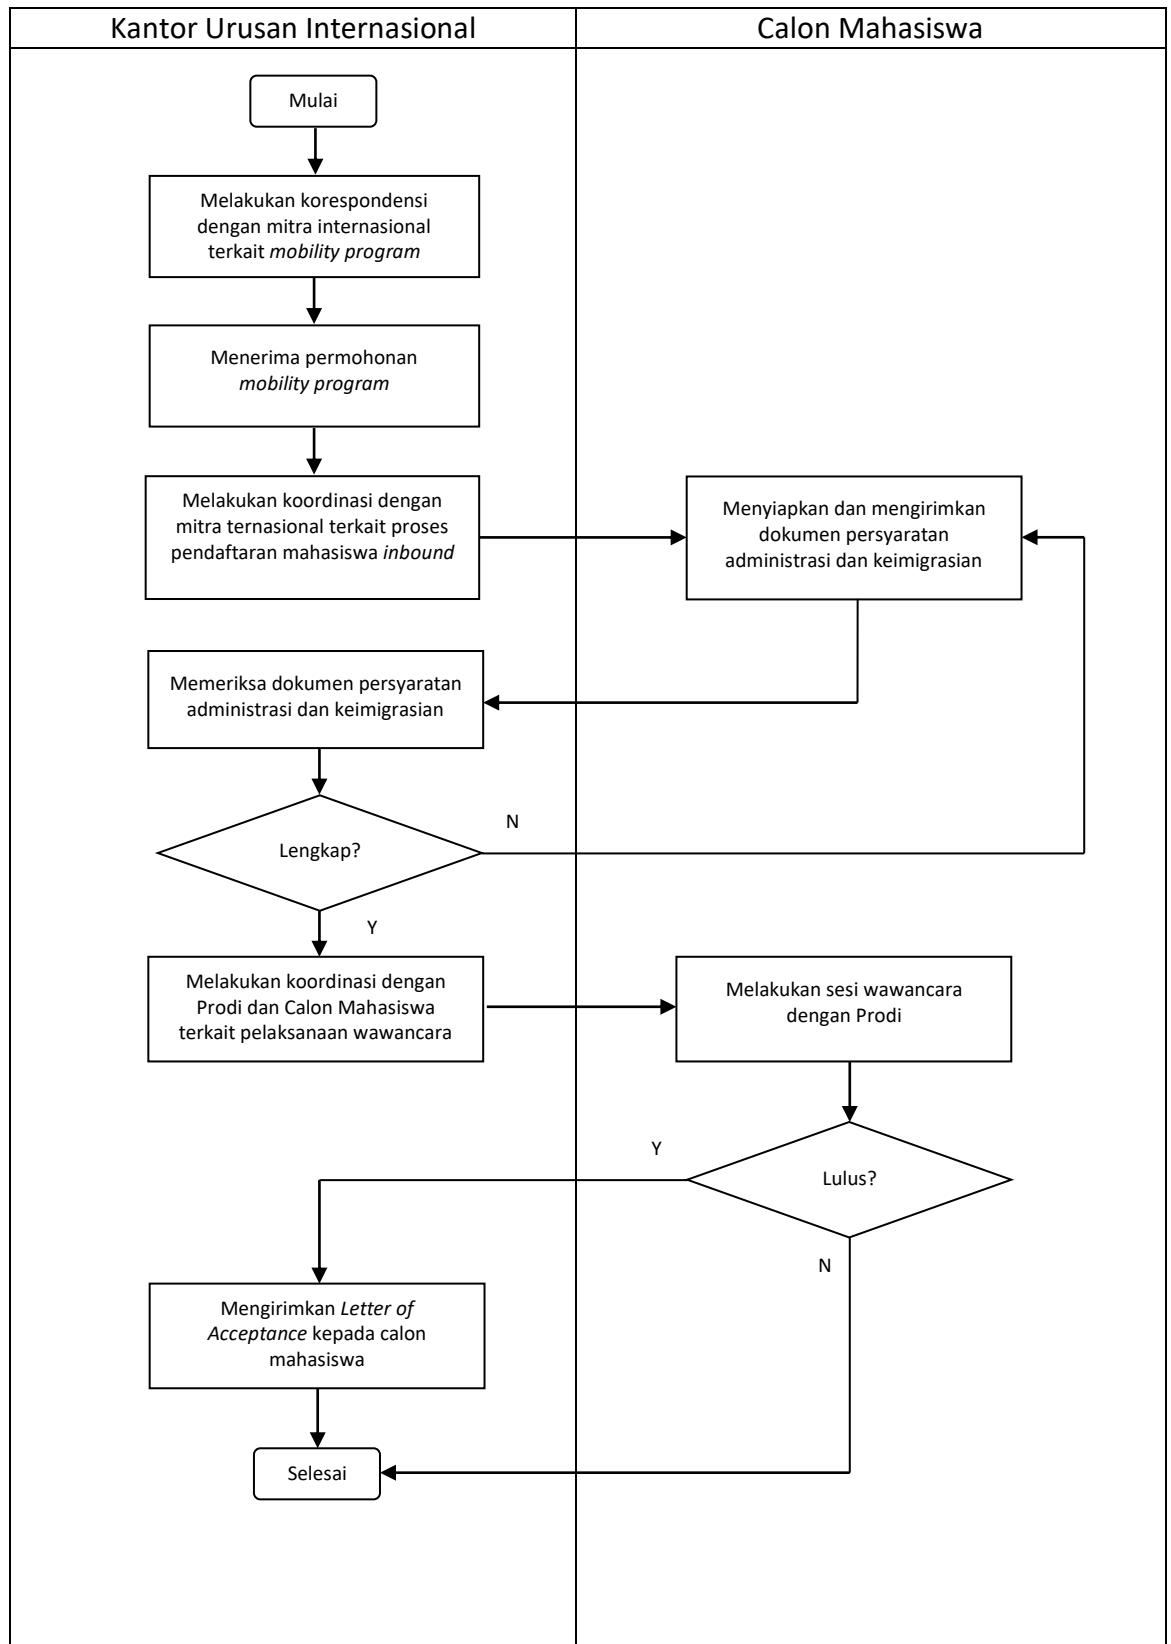 Kantor Urusan Internasional
Calon Mahasiswa
Mulai
Melakukan korespondensi
dengan mitra internasional
terkait mobility program
Menerima permohonan
mobility program
Melakukan koordinasi dengan
mitra ternasional terkait proses
pendaftaran mahasiswa inbound
Menyiapkan dan mengirimkan
dokumen persyaratan
administrasi dan keimigrasian
Memeriksa dokumen persyaratan
administrasi dan keimigrasian
Lengkap?
N
Y
Melakukan koordinasi dengan
Prodi dan Calon Mahasiswa
terkait pelaksanaan wawancara
Melakukan sesi wawancara
dengan Prodi
Lulus?
Y
N
Mengirimkan Letter of
Acceptance kepada calon
mahasiswa
Selesai